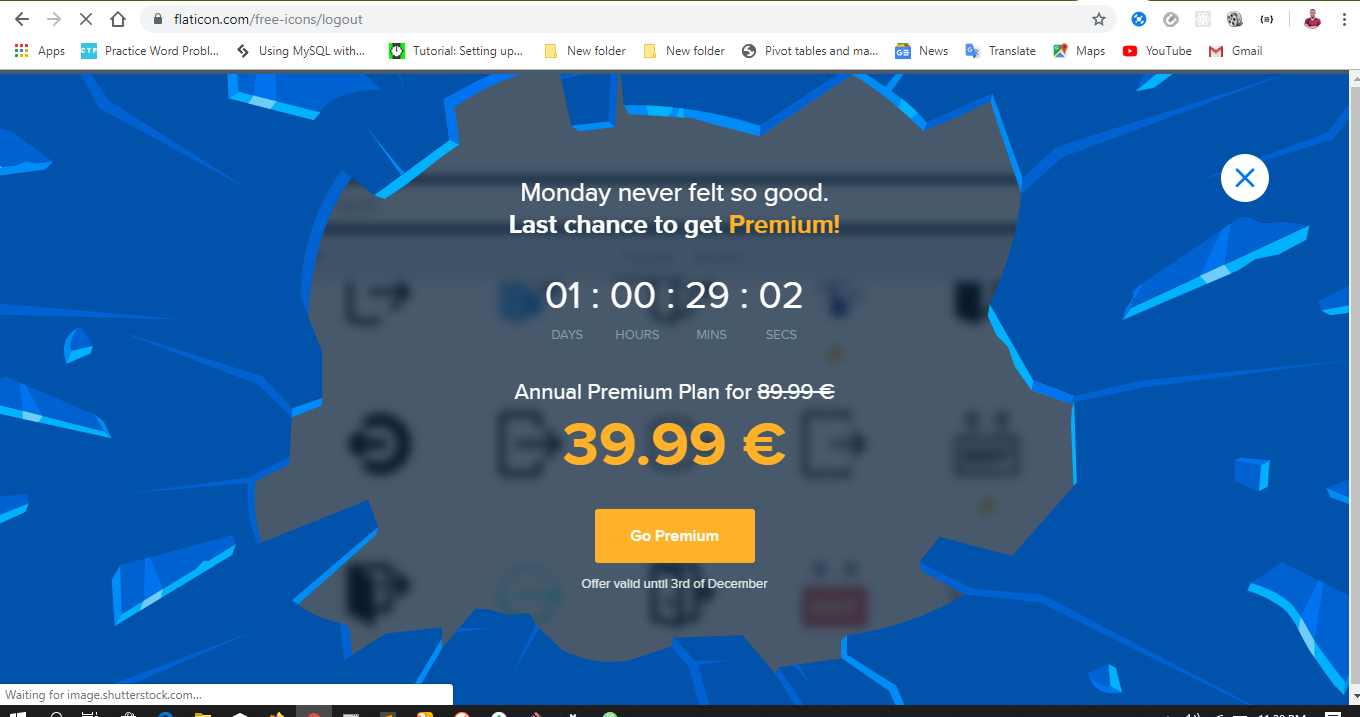 flaticon.com/free-icons/logout
Apps
CTP
Practice Word Probl...
Using MySQL with...
Tutorial: Setting up...
New folder
New folder
Pivot tables and ma...
News
Translate
Maps
YouTube
Gmail
Monday never felt so good.
Last chance to get Premium!
01 : 00 : 29 : 02
DAYS HOURS MINS SECS
Annual Premium Plan for 89.99 €
39.99 €
Go Premium
Offer valid until 3rd of December
Waiting for image.shutterstock.com...